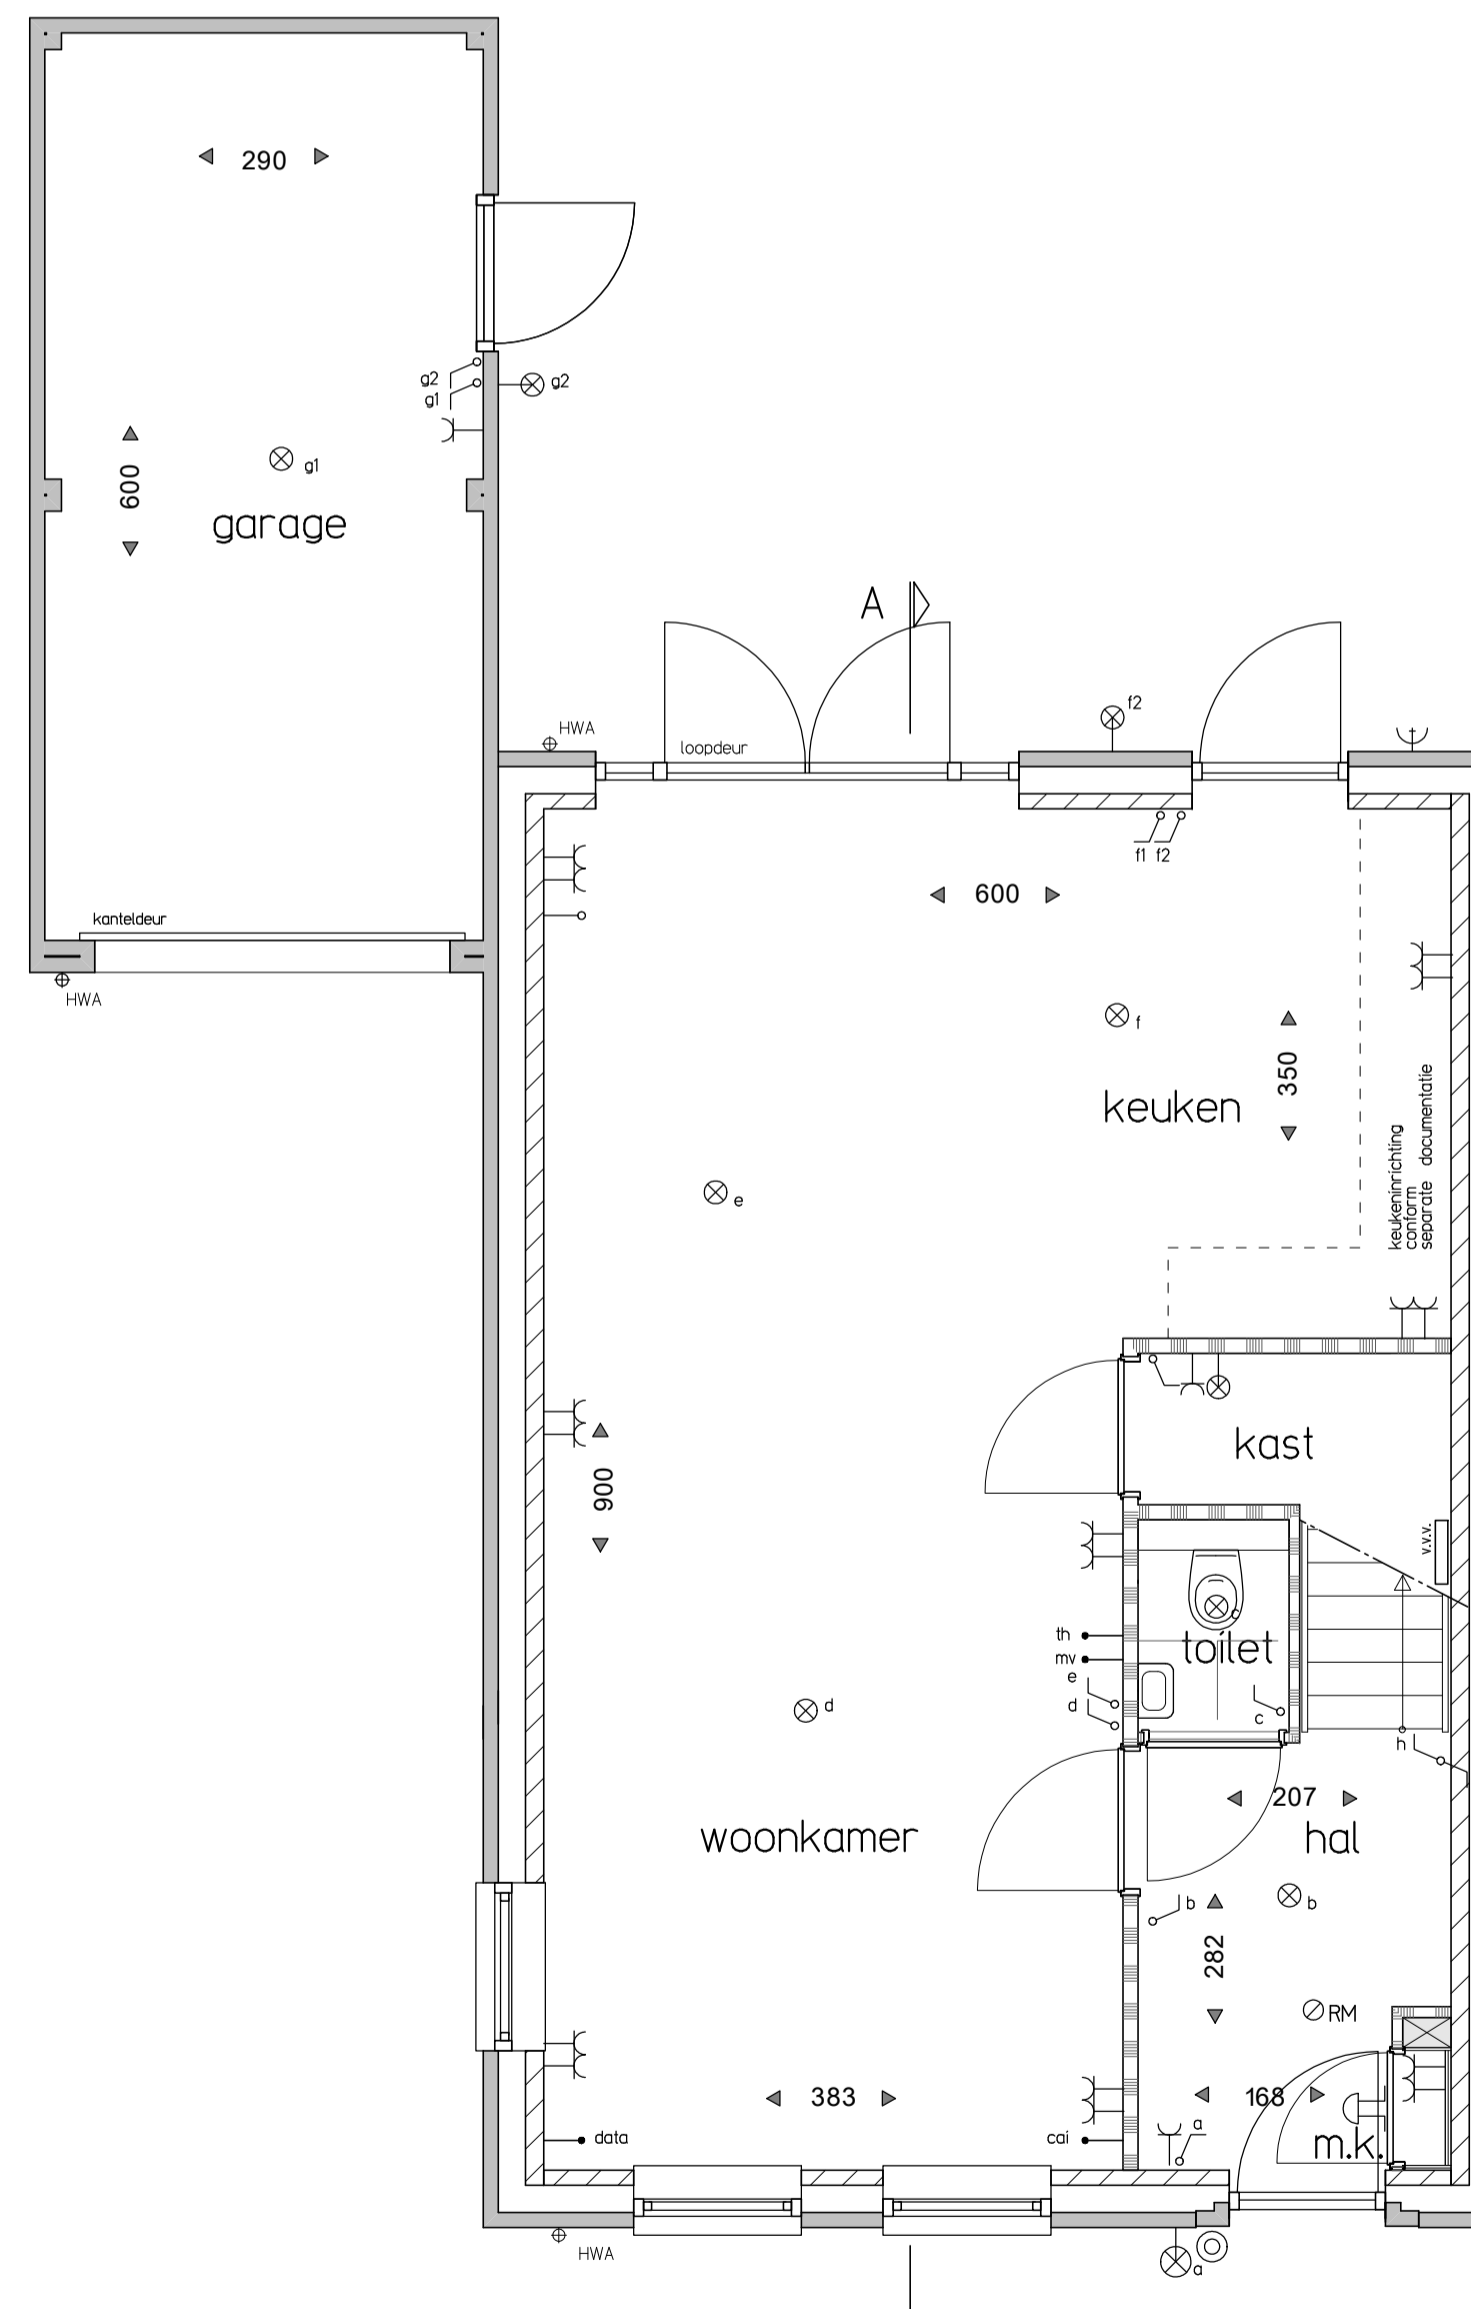 290
g2
g1
g2
g1
600
garage
A
f2
HWA
loopdeur
f1 f2
600
kanteldeur
HWA
f
350
keuken
keukeninrichting
conform
separate documentatie
e
kast
900
v.v.v.
c
th
toilet
mv
e
d
d
c
h
207
woonkamer
hal
b
b
282
RM
383
168
a
data
cai
m.k.
HWA
a